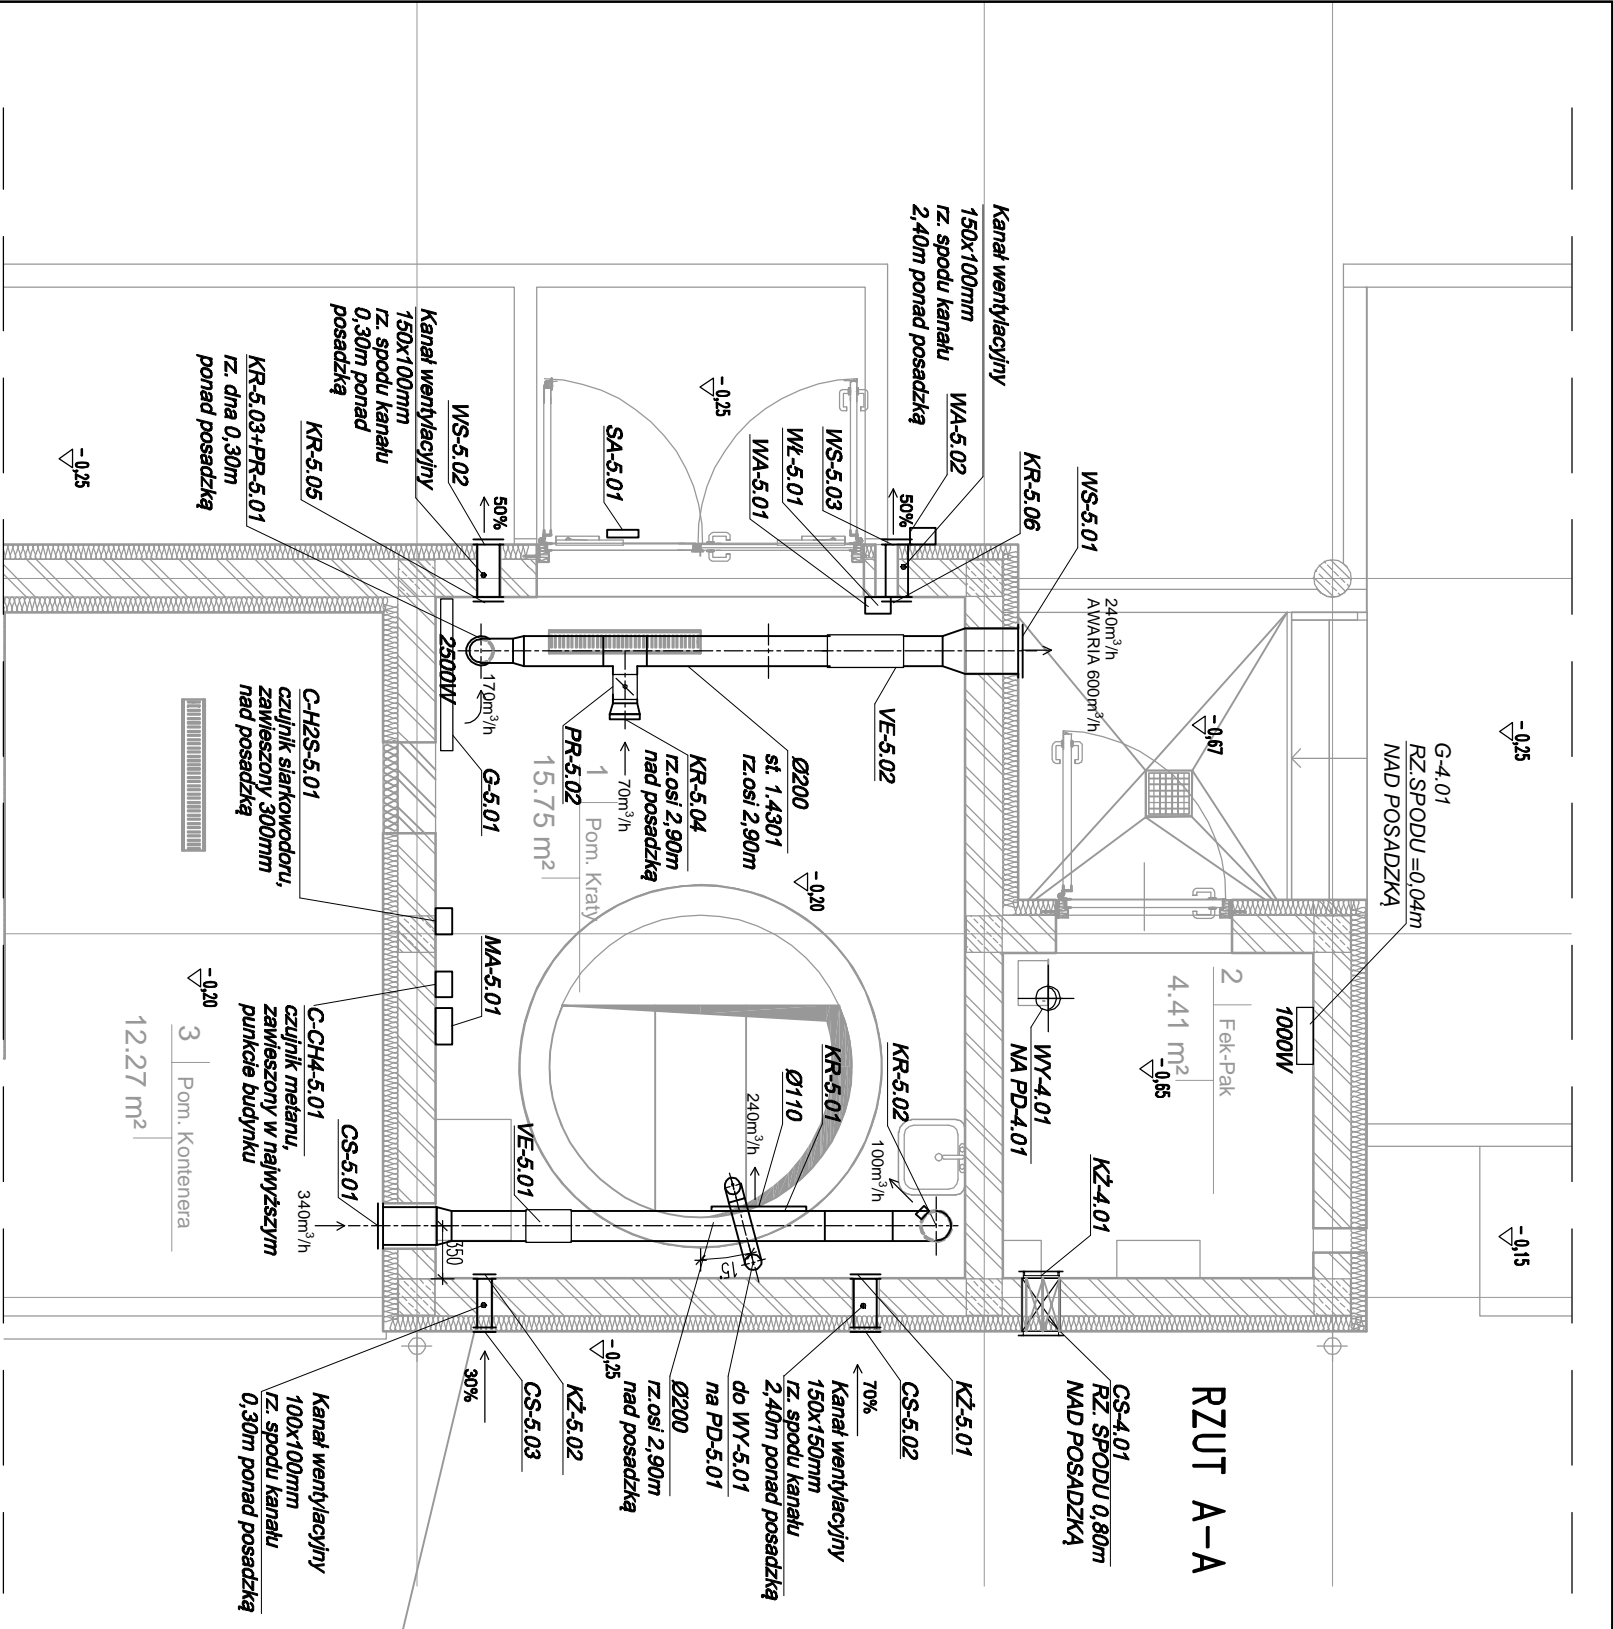 RZUT A–A
G-4.01
RZ.SPODU =0,04m
NAD POSADZKĄ
-0,25
-0,15
-0,67
240m³/h
AWARIA 600m³/h
WS-5.01
KR-5.06
Kanał wentylacyjny
150x100mm
rz. spodu kanału
2,40m ponad posadzką
WA-5.02
WS-5.03
WŁ-5.01
WA-5.01
50%
-0,25
SA-5.01
50%
WS-5.02
Kanał wentylacyjny
150x100mm
rz. spodu kanału
0,30m ponad
posadzką
KR-5.05
KR-5.03+PR-5.01
rz. dna 0,30m
ponad posadzką
-0,25
2
Fek-Pak
4.41 m²
1000W
-0,65
WY-4.01
NA PD-4.01
KŻ-4.01
CS-4.01
RZ. SPODU 0,80m
NAD POSADZKĄ
VE-5.02
Ø200
st. 1.4301
rz.osi 2,90m
KR-5.04
rz.osi 2,90m
nad posadzką
70m³/h
PR-5.02
170m³/h
2500W
G-5.01
1
Pom. Kraty
15.75 m²
-0,20
KR-5.02
100m³/h
KR-5.01
Ø110
240m³/h
VE-5.01
MA-5.01
C-H2S-5.01
czujnik siarkowodoru,
zawieszony 300mm
nad posadzką
C-CH4-5.01
czujnik metanu,
zawieszony w najwyższym
punkcie budynku
CS-5.01
340m³/h
350
15
-0,20
3
Pom. Kontenera
12.27 m²
KŻ-5.01
CS-5.02
70%
Kanał wentylacyjny
150x150mm
rz. spodu kanału
2,40m ponad posadzką
do WY-5.01
na PD-5.01
Ø200
rz.osi 2,90m
nad posadzką
-0,25
KŻ-5.02
CS-5.03
30%
Kanał wentylacyjny
100x100mm
rz. spodu kanału
0,30m ponad posadzką